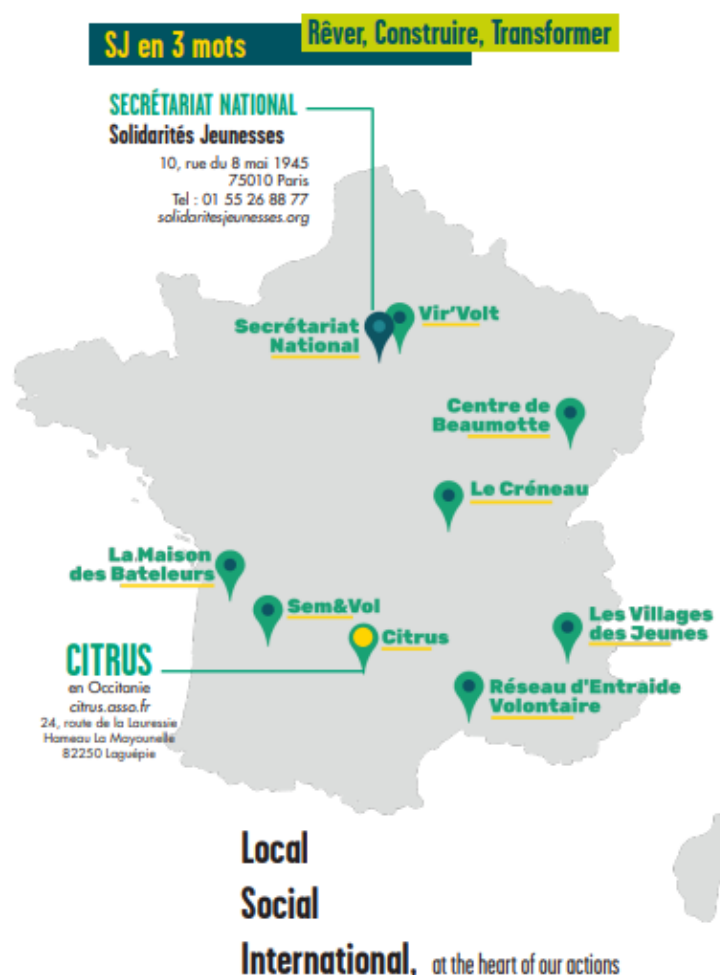 SJ en 3 mots
Rêver, Construire, Transformer
SECRÉTARIAT NATIONAL
Solidarités Jeunesses
10, rue du 8 mai 1945
75010 Paris
Tel : 01 55 26 88 77
solidaritesjeunesses.org
Secrétariat
National
Vir'Volt
Centre de
Beaumotte
Le Créneau
La Maison
des Bateleurs
Sem&Vol
Citrus
Les Villages
des Jeunes
Réseau d'Entraide
Volontaire
CITRUS
en Occitanie
citrus.asso.fr
24, route de la Lauressie
Hameau La Mayounelle
82250 Laguépie
Local
Social
International, at the heart of our actions